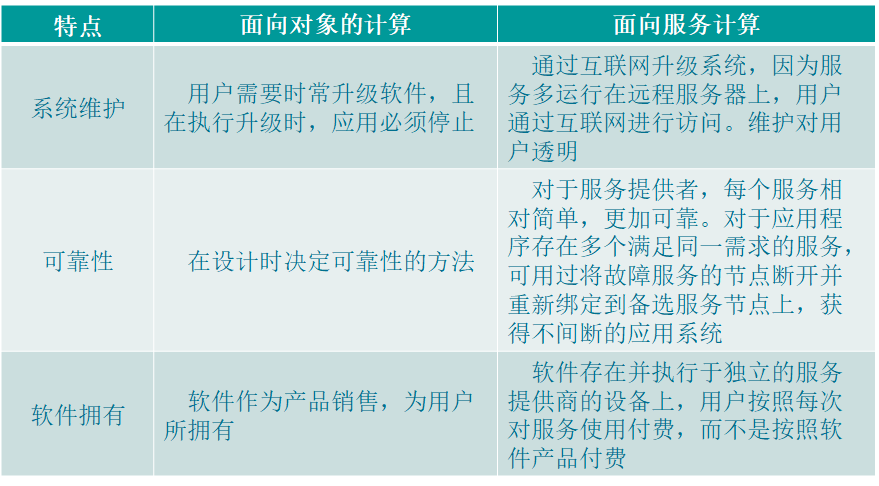 特点
面向对象的计算
面向服务计算
系统维护
用户需要时常升级软件，且
在执行升级时，应用必须停止
通过互联网升级系统，因为服
务多运行在远程服务器上，用户
通过互联网进行访问。维护对用
户透明
可靠性
在设计时决定可靠性的方法
对于服务提供者，每个服务相
对简单，更加可靠。对于应用程
序存在多个满足同一需求的服务，
可用过将故障服务的节点断开并
重新绑定到备选服务节点上，获
得不间断的应用系统
软件拥有
软件作为产品销售，为用户
所拥有
软件存在并执行于独立的服务
提供商的设备上，用户按照每次
对服务使用付费，而不是按照软
件产品付费